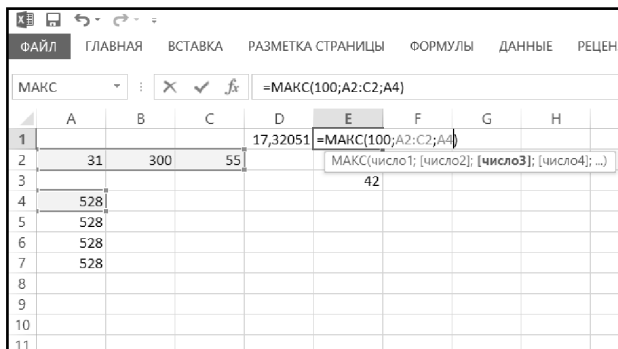 ФАЙЛ ГЛАВНАЯ ВСТАВКА РАЗМЕТКА СТРАНИЦЫ ФОРМУЛЫ ДАННЫЕ РЕЦЕН
МАКС fx =МАКС(100;A2:C2;A4)
A B C D E F G H
1 17,32051 =МАКС(100;A2:C2;A4)
2 31 300 55 МАКС(число1; [число2]; [число3]; [число4]; ...)
3 42
4 528
5 528
6 528
7 528
8
9
10
11